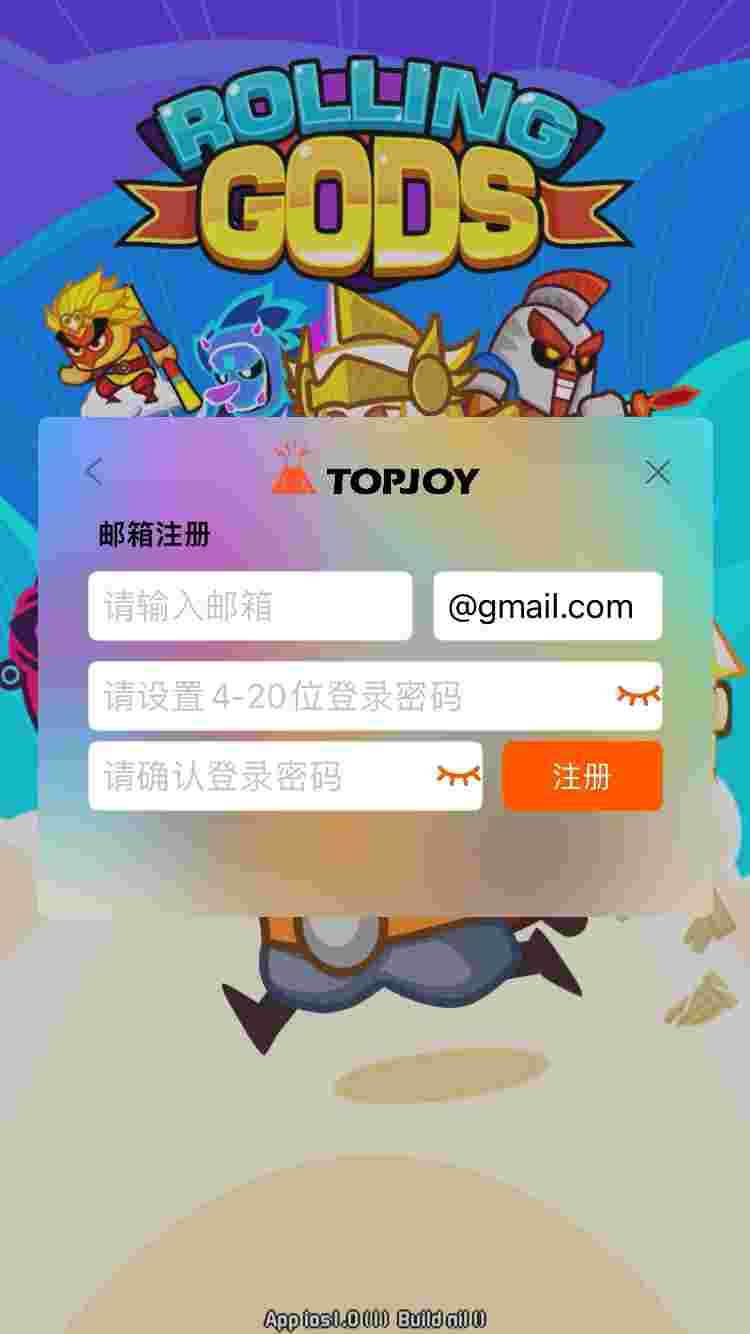 ROLLING
GODS
TOPJOY
邮箱注册
请输入邮箱
@gmail.com
请设置4-20位登录密码
请确认登录密码
注册
App ios1.0 ( ) ( ) Build nil ()